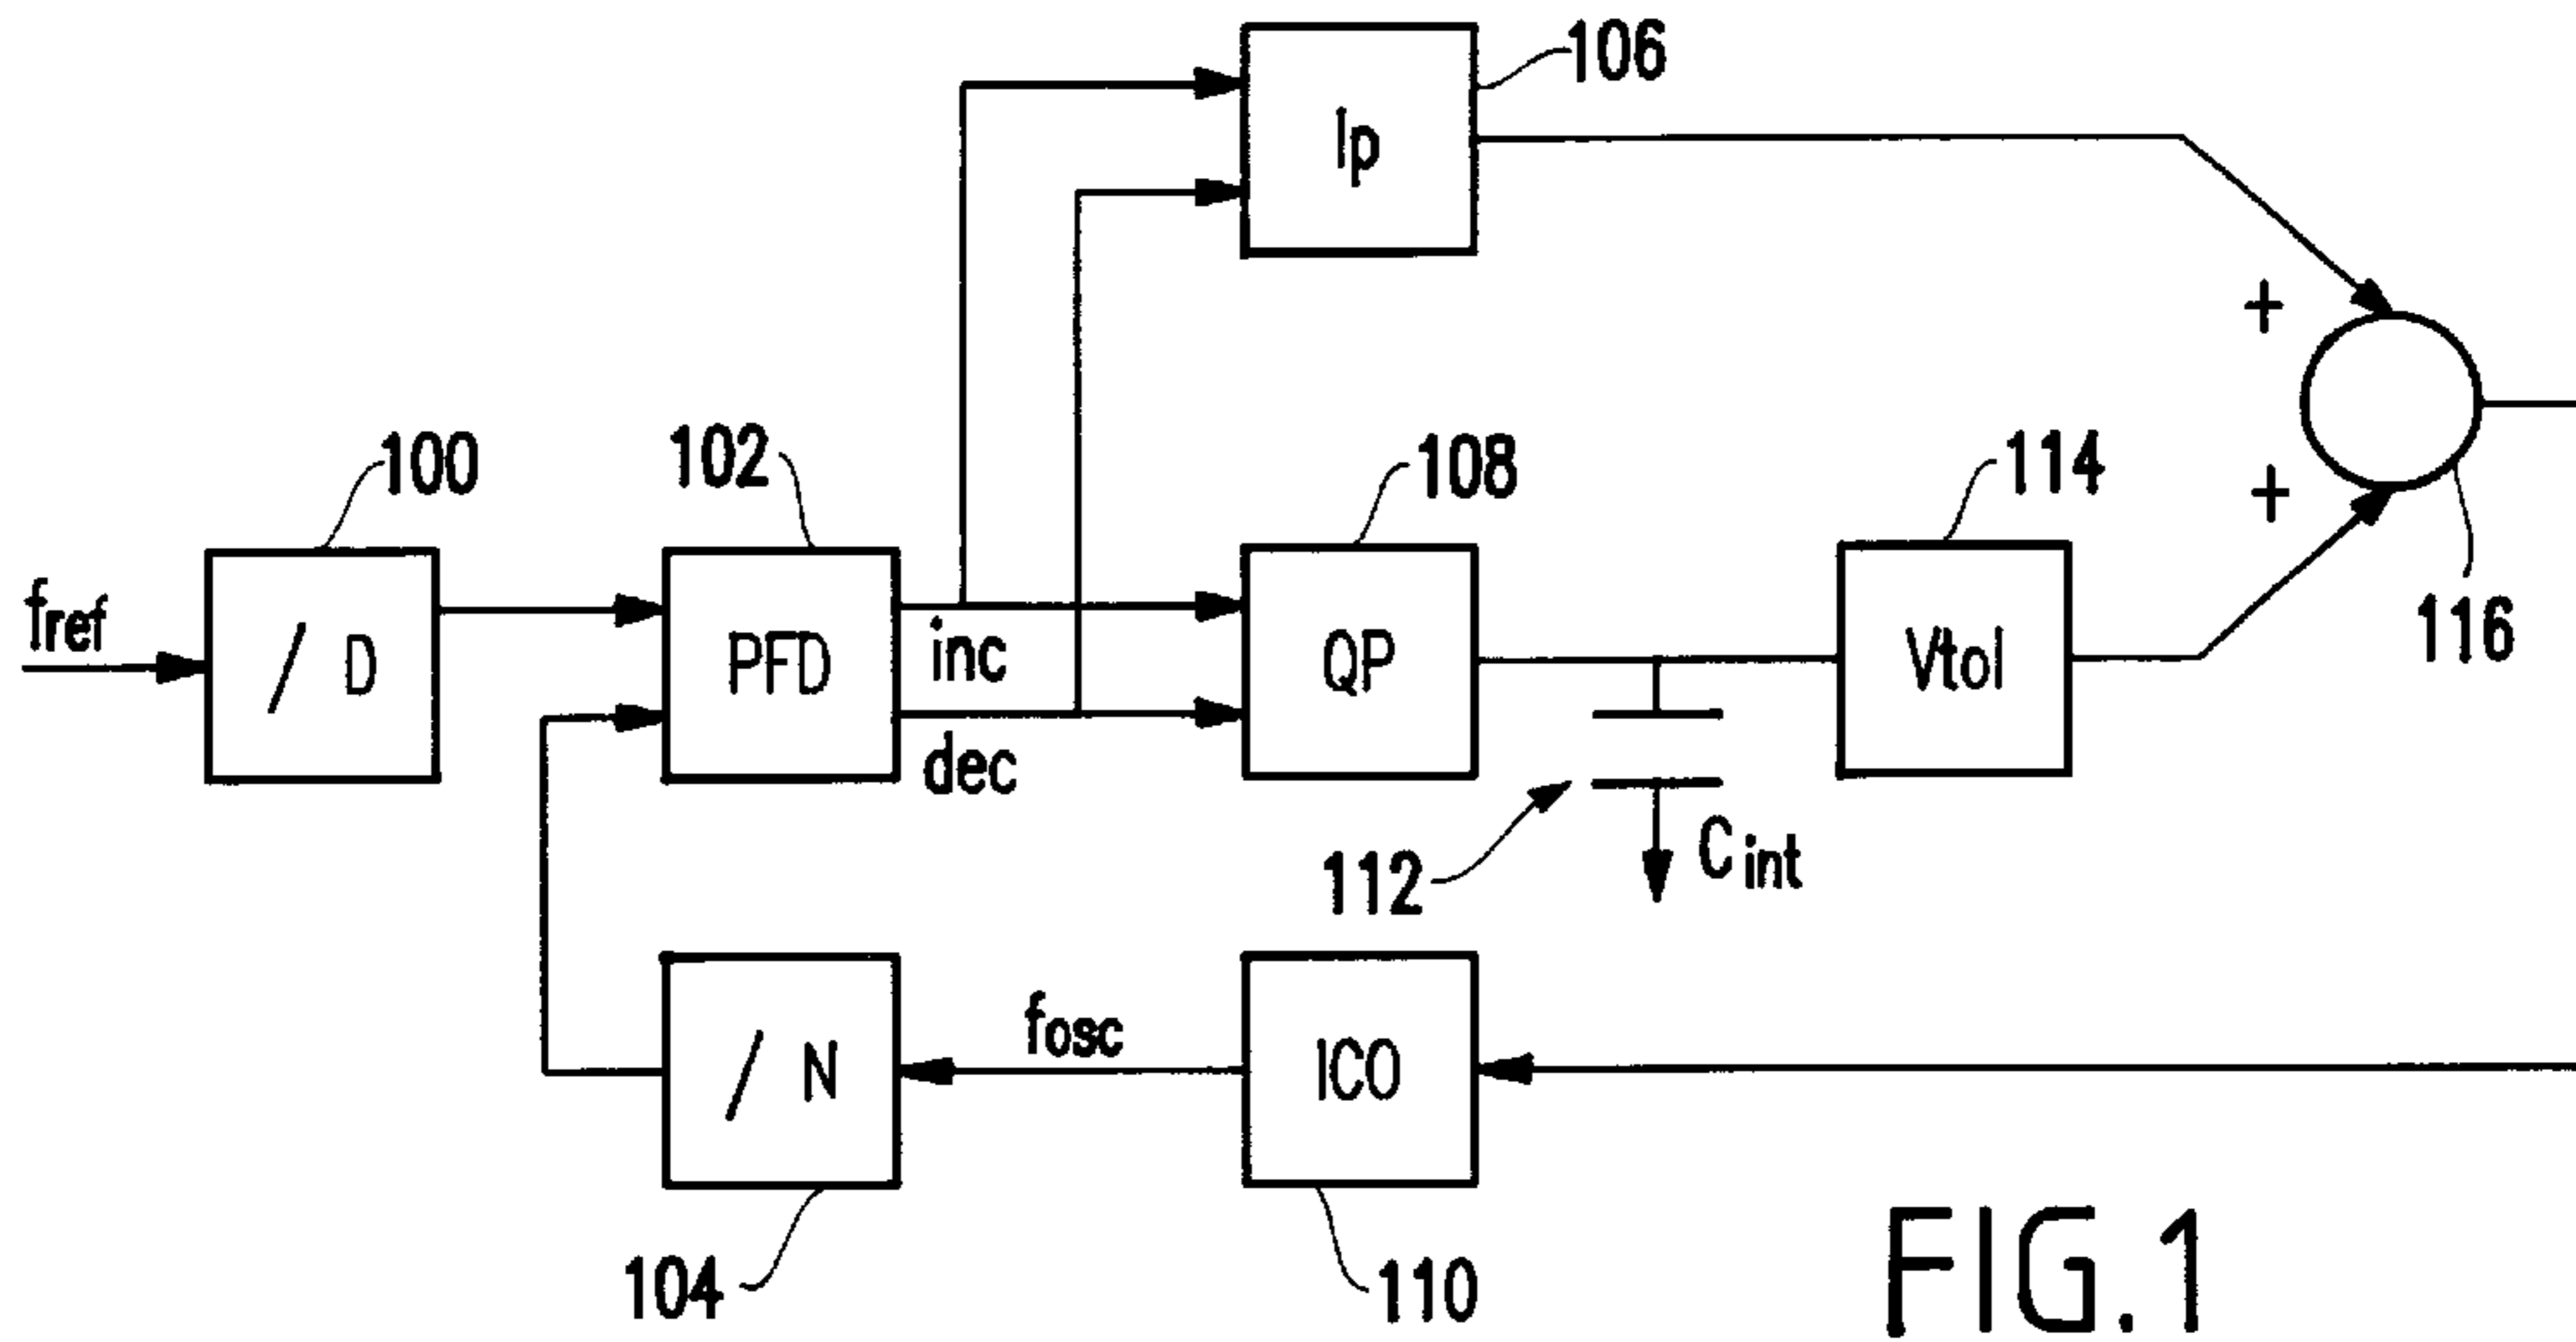 106
Ip
+
100
102
108
114
+
116
fref
/ D
PFD
inc
dec
QP
VtoI
112
Cint
/ N
fosc
ICO
104
110
FIG.1